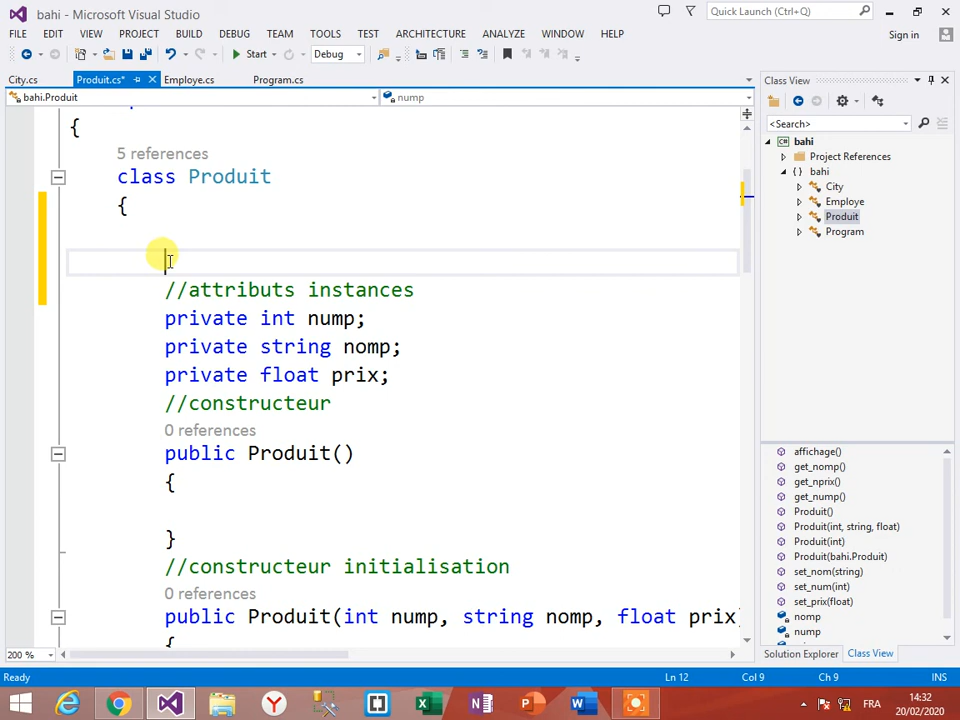 bahi - Microsoft Visual Studio
Quick Launch (Ctrl+Q)
FILE EDIT VIEW PROJECT BUILD DEBUG TEAM TOOLS TEST ARCHITECTURE ANALYZE WINDOW HELP
Sign in
Start Debug
City.cs Produit.cs* Employe.cs Program.cs
bahi.Produit nump
{
5 references
class Produit
{
//attributs instances
private int nump;
private string nomp;
private float prix;
//constructeur
0 references
public Produit()
{
}
//constructeur initialisation
0 references
public Produit(int nump, string nomp, float prix)
{
200 %
Class View
<Search>
bahi
Project References
bahi
City
Employe
Produit
Program
affichage()
get_nomp()
get_nprix()
get_nump()
Produit()
Produit(int, string, float)
Produit(int)
Produit(bahi.Produit)
set_nom(string)
set_num(int)
set_prix(float)
nomp
nump
Solution Explorer Class View
Ready Ln 12 Col 9 Ch 9 INS
FRA
14:32
20/02/2020